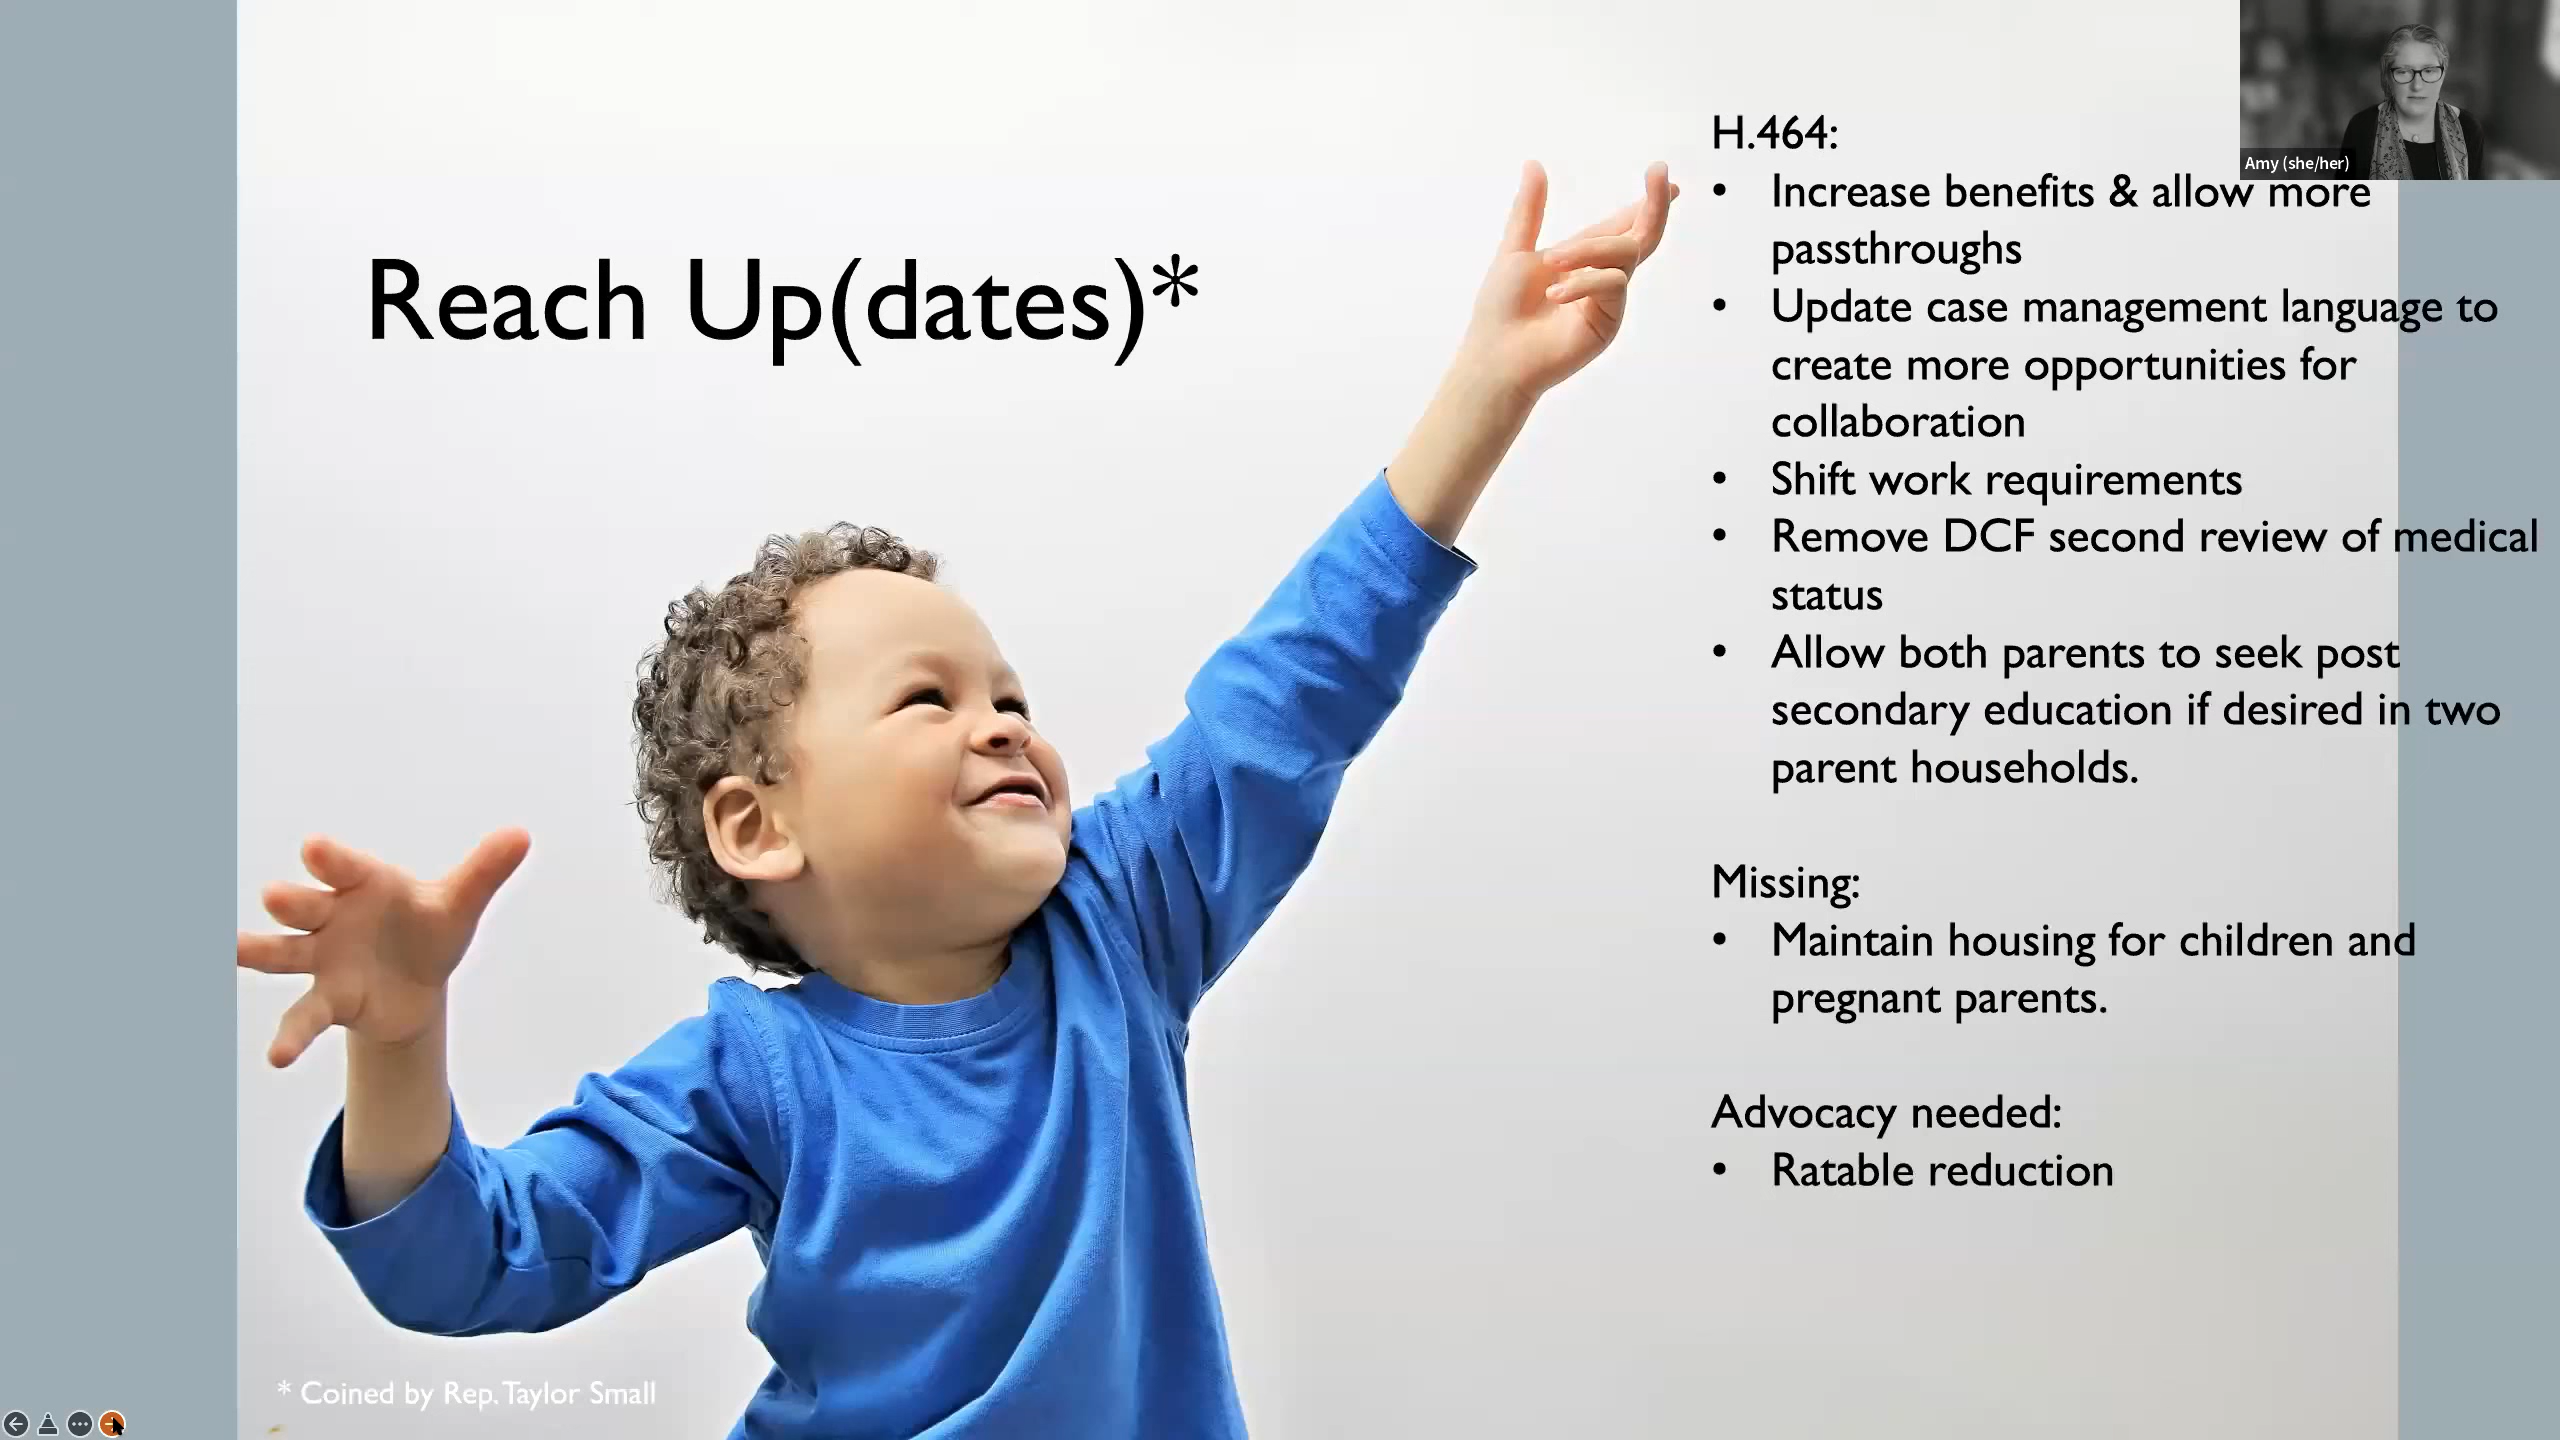 Amy (she/her)
Reach Up(dates)*
H.464:
• Increase benefits & allow more
passthroughs
• Update case management language to
create more opportunities for
collaboration
• Shift work requirements
• Remove DCF second review of medical
status
• Allow both parents to seek post
secondary education if desired in two
parent households.
Missing:
• Maintain housing for children and
pregnant parents.
Advocacy needed:
• Ratable reduction
* Coined by Rep. Taylor Small